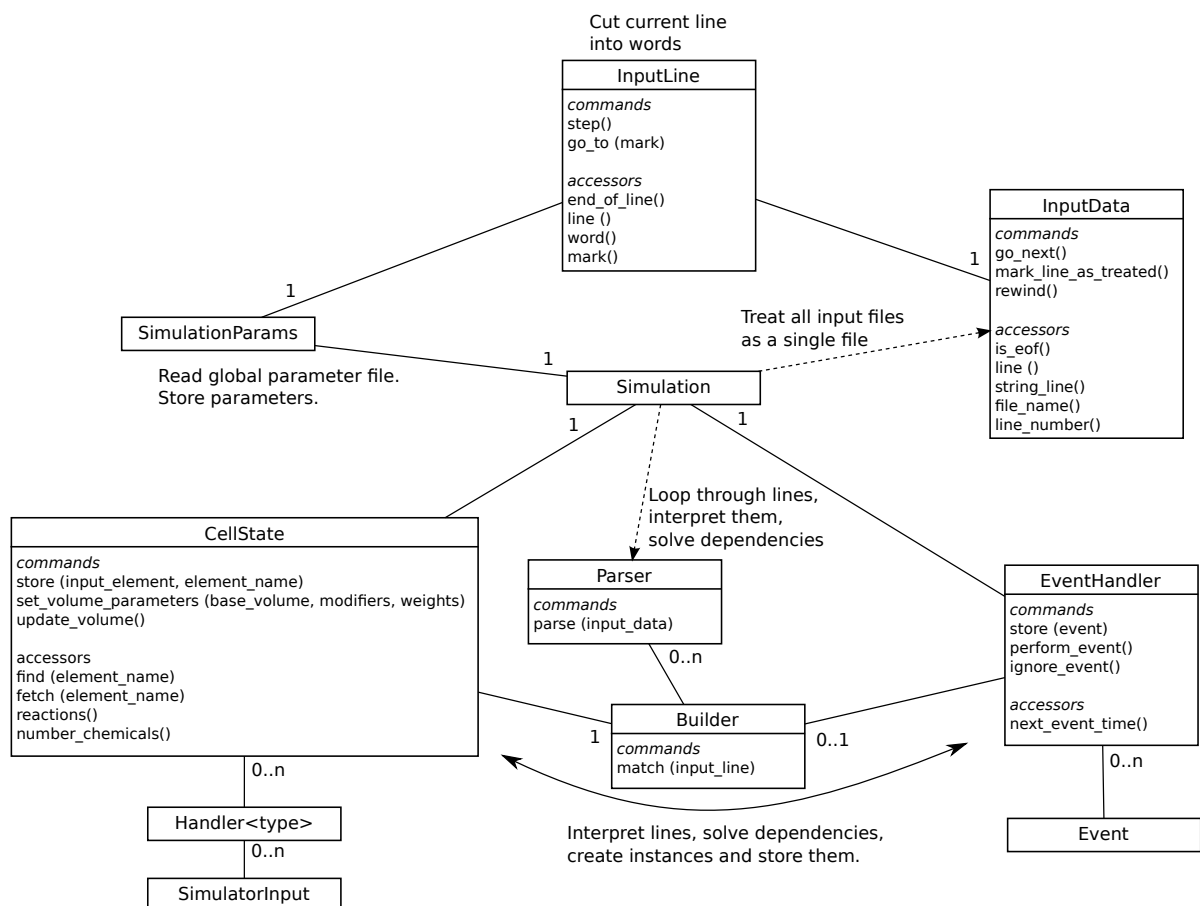 Cut current line
into words
InputLine
commands
step()
go_to (mark)
accessors
end_of_line()
line ()
word()
mark()
InputData
commands
go_next()
mark_line_as_treated()
rewind()
accessors
is_eof()
line ()
string_line()
file_name()
line_number()
1
1
SimulationParams
Read global parameter file.
Store parameters.
Treat all input files
as a single file
1
Simulation
1
1
Loop through lines,
interpret them,
solve dependencies
CellState
commands
store (input_element, element_name)
set_volume_parameters (base_volume, modifiers, weights)
update_volume()
accessors
find (element_name)
fetch (element_name)
reactions()
number_chemicals()
Parser
commands
parse (input_data)
0..n
EventHandler
commands
store (event)
perform_event()
ignore_event()
accessors
next_event_time()
Builder
commands
match (input_line)
1
0..1
0..n
0..n
Handler<type>
0..n
SimulatorInput
Interpret lines, solve dependencies,
create instances and store them.
Event